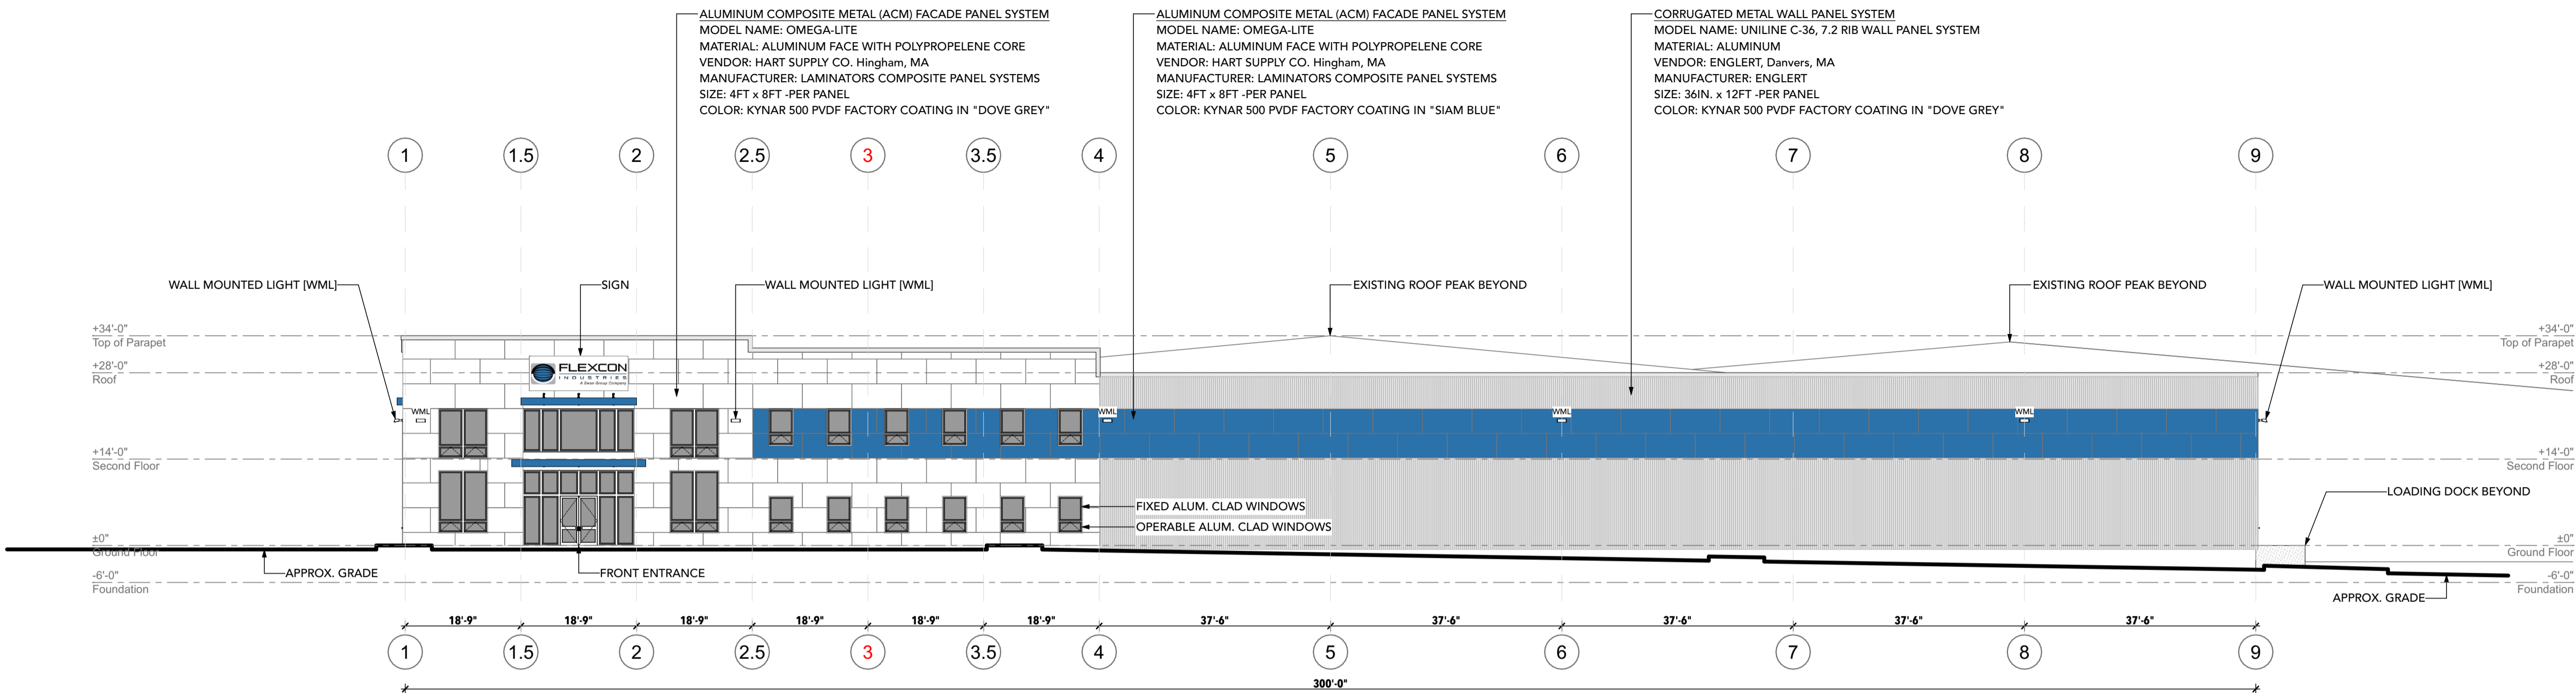 ALUMINUM COMPOSITE METAL (ACM) FACADE PANEL SYSTEM
MODEL NAME: OMEGA-LITE
MATERIAL: ALUMINUM FACE WITH POLYPROPELENE CORE
VENDOR: HART SUPPLY CO. Hingham, MA
MANUFACTURER: LAMINATORS COMPOSITE PANEL SYSTEMS
SIZE: 4FT x 8FT -PER PANEL
COLOR: KYNAR 500 PVDF FACTORY COATING IN "DOVE GREY"
ALUMINUM COMPOSITE METAL (ACM) FACADE PANEL SYSTEM
MODEL NAME: OMEGA-LITE
MATERIAL: ALUMINUM FACE WITH POLYPROPELENE CORE
VENDOR: HART SUPPLY CO. Hingham, MA
MANUFACTURER: LAMINATORS COMPOSITE PANEL SYSTEMS
SIZE: 4FT x 8FT -PER PANEL
COLOR: KYNAR 500 PVDF FACTORY COATING IN "SIAM BLUE"
CORRUGATED METAL WALL PANEL SYSTEM
MODEL NAME: UNILINE C-36, 7.2 RIB WALL PANEL SYSTEM
MATERIAL: ALUMINUM
VENDOR: ENGLERT, Danvers, MA
MANUFACTURER: ENGLERT
SIZE: 36IN. x 12FT -PER PANEL
COLOR: KYNAR 500 PVDF FACTORY COATING IN "DOVE GREY"
1 1.5 2 2.5 3 3.5 4 5 6 7 8 9
WALL MOUNTED LIGHT [WML]
SIGN
WALL MOUNTED LIGHT [WML]
EXISTING ROOF PEAK BEYOND
EXISTING ROOF PEAK BEYOND
WALL MOUNTED LIGHT [WML]
+34'-0"
Top of Parapet
+34'-0"
Top of Parapet
+28'-0"
Roof
FLEXCON
INDUSTRIES
A Ewan Group Company
+28'-0"
Roof
WML
WML
WML
WML
+14'-0"
Second Floor
+14'-0"
Second Floor
LOADING DOCK BEYOND
FIXED ALUM. CLAD WINDOWS
OPERABLE ALUM. CLAD WINDOWS
±0"
Ground Floor
±0"
Ground Floor
APPROX. GRADE
FRONT ENTRANCE
-6'-0"
Foundation
-6'-0"
Foundation
APPROX. GRADE
18'-9" 18'-9" 18'-9" 18'-9" 18'-9" 18'-9" 37'-6" 37'-6" 37'-6" 37'-6" 37'-6"
1 1.5 2 2.5 3 3.5 4 5 6 7 8 9
300'-0"